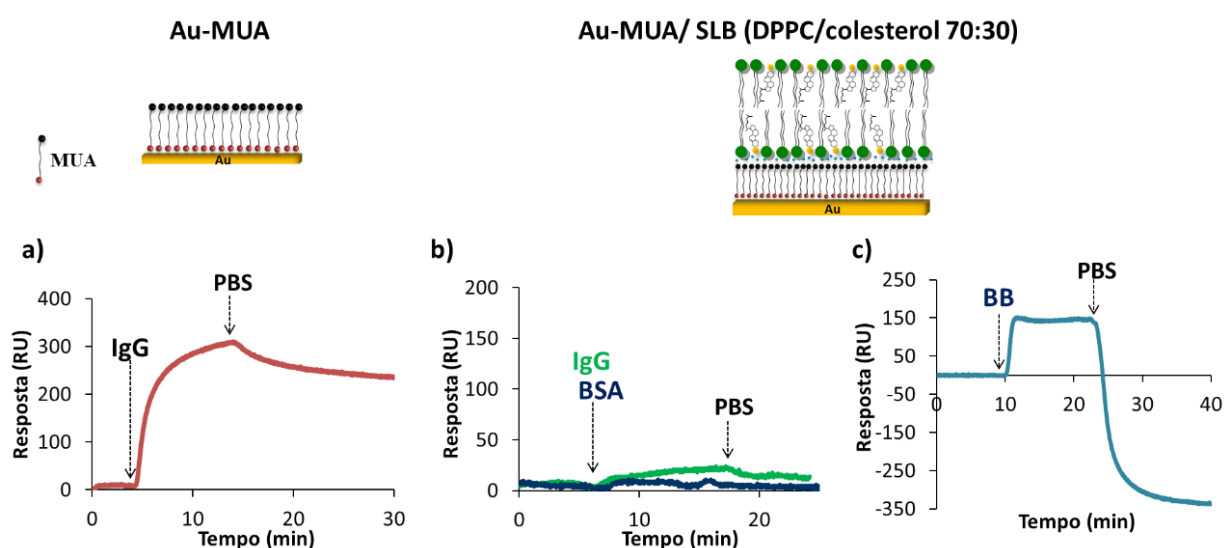 Au-MUA
Au-MUA/ SLB (DPPC/colesterol 70:30)
MUA
Au
Au
a)
PBS
IgG
Resposta (RU)
400
300
200
100
0
0 10 20 30
Tempo (min)
b)
IgG
BSA
PBS
Resposta (RU)
200
150
100
50
0
0 10 20
Tempo (min)
c)
BB
PBS
Resposta (RU)
250
150
50
-50
-150
-250
-350
0 10 20 30 40
Tempo (min)